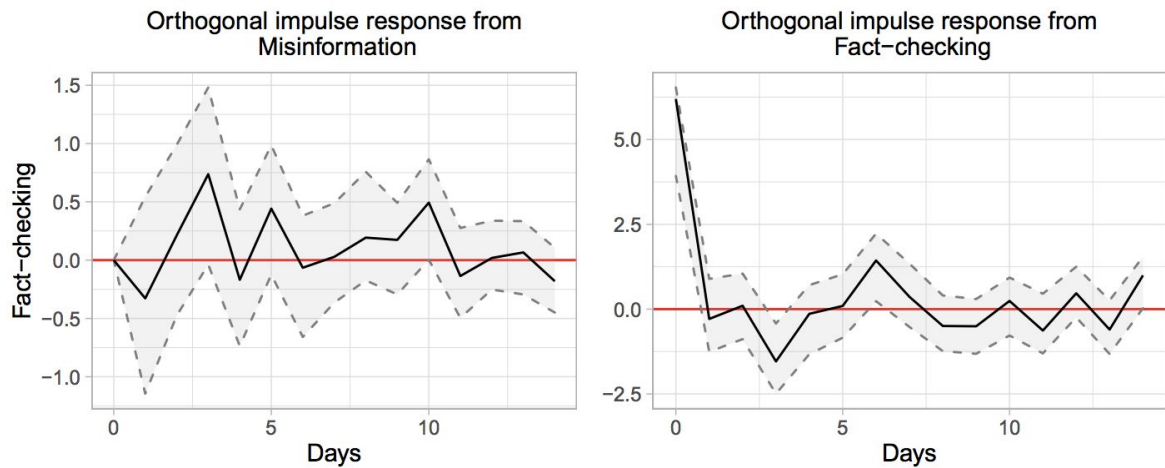 Orthogonal impulse response from
Misinformation
Orthogonal impulse response from
Fact−checking
Fact−checking
1.5
1.0
0.5
0.0
−0.5
−1.0
0
5
10
Days
5.0
2.5
0.0
−2.5
0
5
10
Days